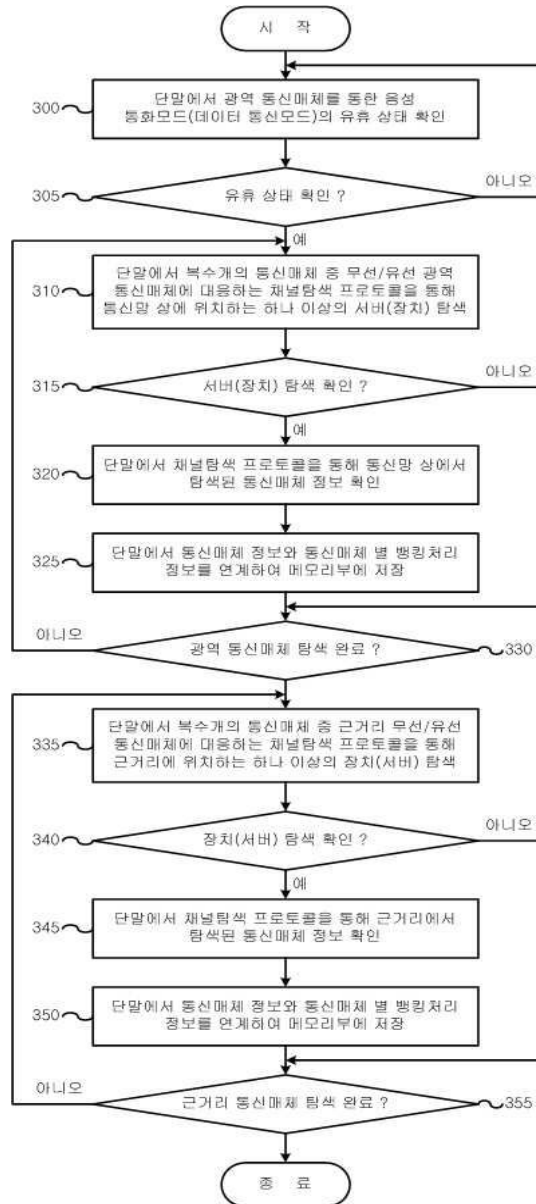 시 작
300
단말에서 광역 통신매체를 통한 음성
통화모드(데이터 통신모드)의 유휴 상태 확인
305
유휴 상태 확인 ?
아니오
예
310
단말에서 복수개의 통신매체 중 무선/유선 광역
통신매체에 대응하는 채널탐색 프로토콜을 통해
통신망 상에 위치하는 하나 이상의 서버(장치) 탐색
315
서버(장치) 탐색 확인 ?
아니오
예
320
단말에서 채널탐색 프로토콜을 통해 통신망 상에서
탐색된 통신매체 정보 확인
325
단말에서 통신매체 정보와 통신매체 별 뱅킹처리
정보를 연계하여 메모리부에 저장
아니오
광역 통신매체 탐색 완료 ?
330
335
단말에서 복수개의 통신매체 중 근거리 무선/유선
통신매체에 대응하는 채널탐색 프로토콜을 통해
근거리에 위치하는 하나 이상의 장치(서버) 탐색
340
장치(서버) 탐색 확인 ?
아니오
예
345
단말에서 채널탐색 프로토콜을 통해 근거리에서
탐색된 통신매체 정보 확인
350
단말에서 통신매체 정보와 통신매체 별 뱅킹처리
정보를 연계하여 메모리부에 저장
아니오
근거리 통신매체 탐색 완료 ?
355
종 료